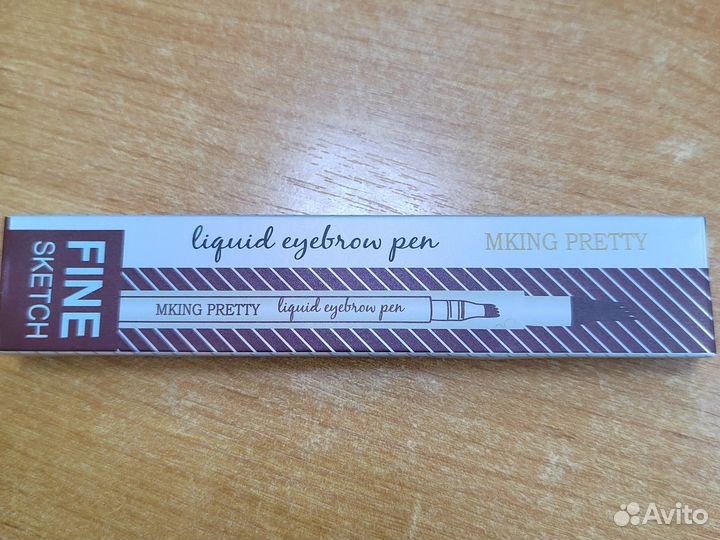 FINE
SKETCH
liquid eyebrow pen MKING PRETTY
MKING PRETTY liquid eyebrow pen
Avito